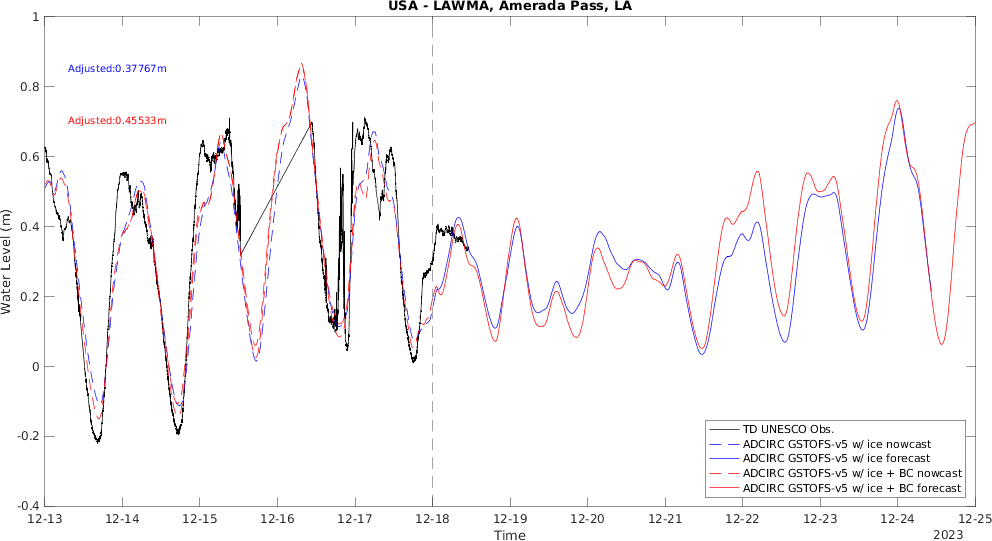 USA - LAWMA, Amerada Pass, LA
1
0.8
0.6
0.4
0.2
0
-0.2
-0.4
Water Level (m)
Adjusted:0.37767m
Adjusted:0.45533m
TD UNESCO Obs.
ADCIRC GSTOFS-v5 w/ ice nowcast
ADCIRC GSTOFS-v5 w/ ice forecast
ADCIRC GSTOFS-v5 w/ ice + BC nowcast
ADCIRC GSTOFS-v5 w/ ice + BC forecast
12-13 12-14 12-15 12-16 12-17 12-18 12-19 12-20 12-21 12-22 12-23 12-24 12-25
Time
2023